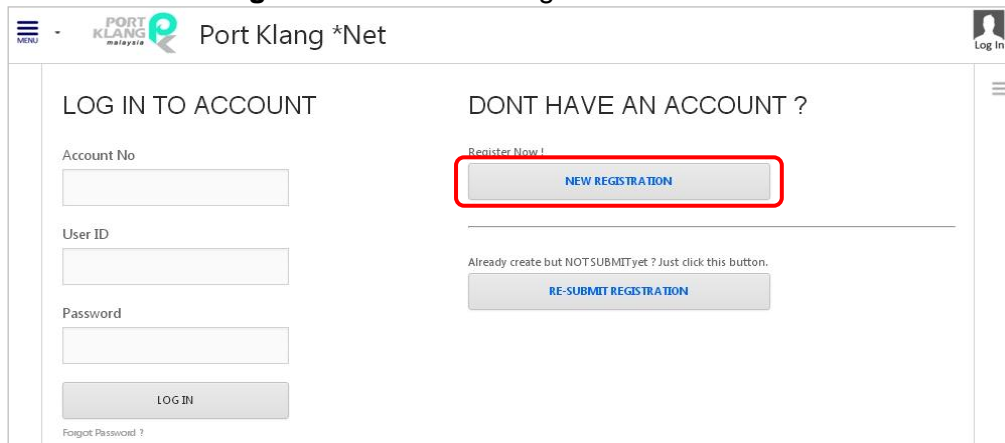 MENU
PORT
KLANG
malaysia
Port Klang *Net
Log In
LOG IN TO ACCOUNT
Account No
User ID
Password
LOG IN
Forgot Password ?
DONT HAVE AN ACCOUNT ?
Register Now !
NEW REGISTRATION
Already create but NOTSUBMITyet ? Just click this button.
RE-SUBMIT REGISTRATION